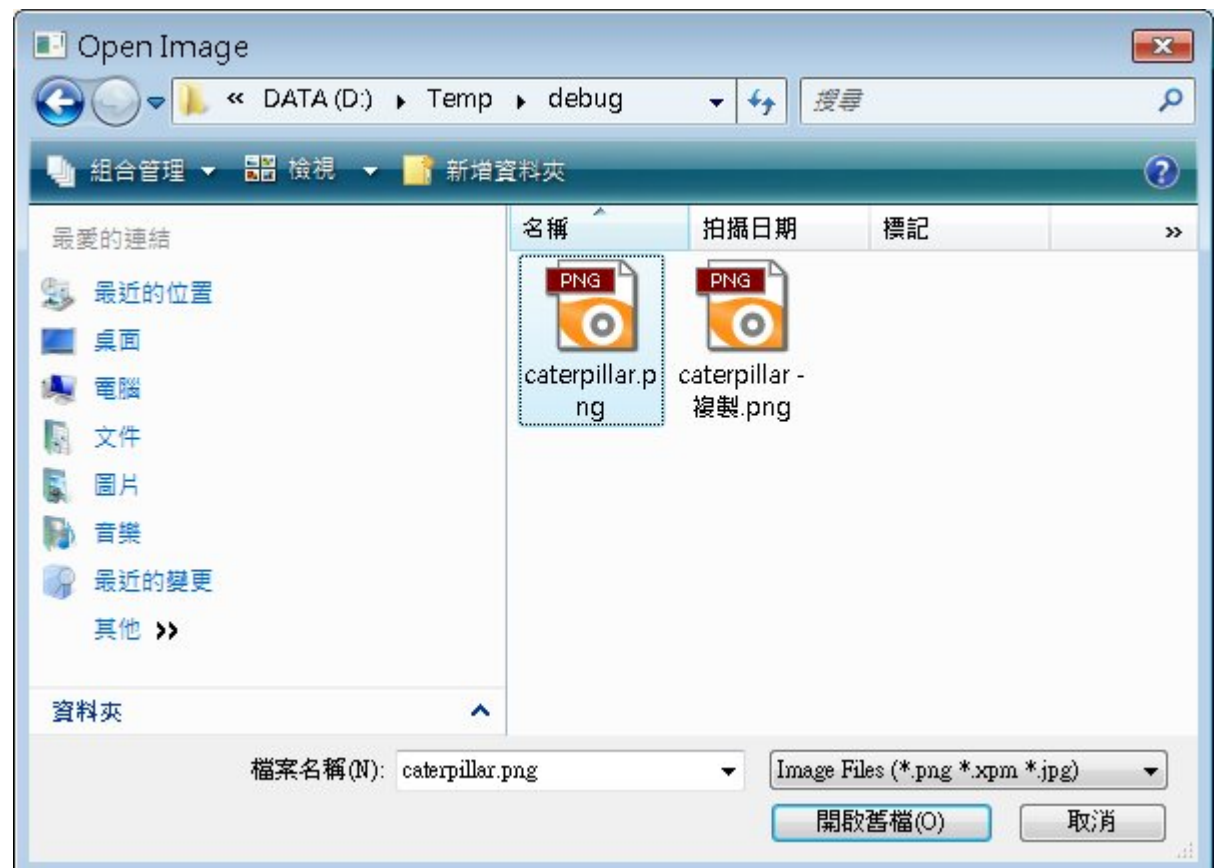 Open Image
« DATA (D:) ▸ Temp ▸ debug
搜尋
組合管理 檢視 新增資料夾
最愛的連結
最近的位置
桌面
電腦
文件
圖片
音樂
最近的變更
其他 »
資料夾
名稱 拍攝日期 標記 »
PNG
caterpillar.p
ng
PNG
caterpillar -
複製.png
檔案名稱(N): caterpillar.png
Image Files (*.png *.xpm *.jpg)
開啟舊檔(O) 取消